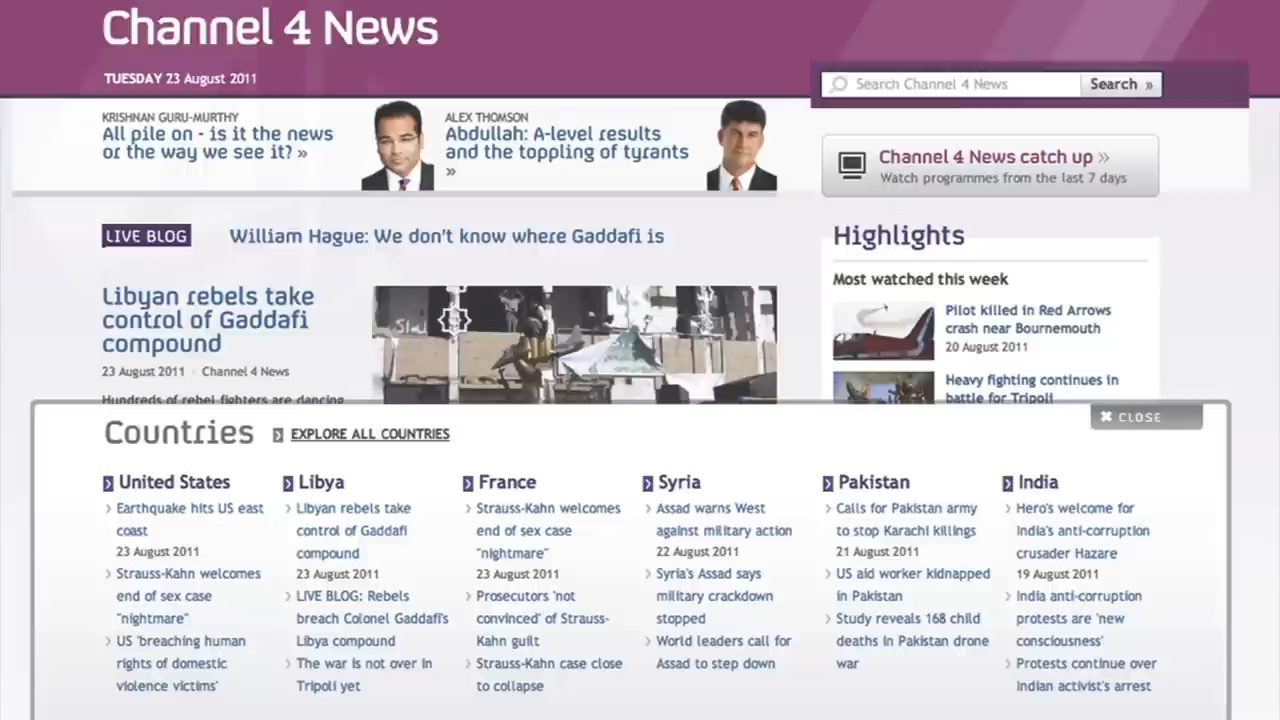 Channel 4 News
TUESDAY 23 August 2011
Search Channel 4 News
Search »
KRISHNAN GURU-MURTHY
All pile on - is it the news
or the way we see it? »
ALEX THOMSON
Abdullah: A-level results
and the toppling of tyrants
»
Channel 4 News catch up »
Watch programmes from the last 7 days
LIVE BLOG
William Hague: We don't know where Gaddafi is
Libyan rebels take
control of Gaddafi
compound
23 August 2011 Channel 4 News
Hundreds of rebel fighters are dancing
Highlights
Most watched this week
Pilot killed in Red Arrows
crash near Bournemouth
20 August 2011
Heavy fighting continues in
battle for Tripoli
CLOSE
Countries
EXPLORE ALL COUNTRIES
United States
Earthquake hits US east
coast
23 August 2011
Strauss-Kahn welcomes
end of sex case
"nightmare"
US 'breaching human
rights of domestic
violence victims'
Libya
Libyan rebels take
control of Gaddafi
compound
23 August 2011
LIVE BLOG: Rebels
breach Colonel Gaddafi's
Libya compound
The war is not over in
Tripoli yet
France
Strauss-Kahn welcomes
end of sex case
"nightmare"
23 August 2011
Prosecutors 'not
convinced' of Strauss-
Kahn guilt
Strauss-Kahn case close
to collapse
Syria
Assad warns West
against military action
22 August 2011
Syria's Assad says
military crackdown
stopped
World leaders call for
Assad to step down
Pakistan
Calls for Pakistan army
to stop Karachi killings
21 August 2011
US aid worker kidnapped
in Pakistan
Study reveals 168 child
deaths in Pakistan drone
war
India
Hero's welcome for
India's anti-corruption
crusader Hazare
19 August 2011
India anti-corruption
protests are 'new
consciousness'
Protests continue over
Indian activist's arrest